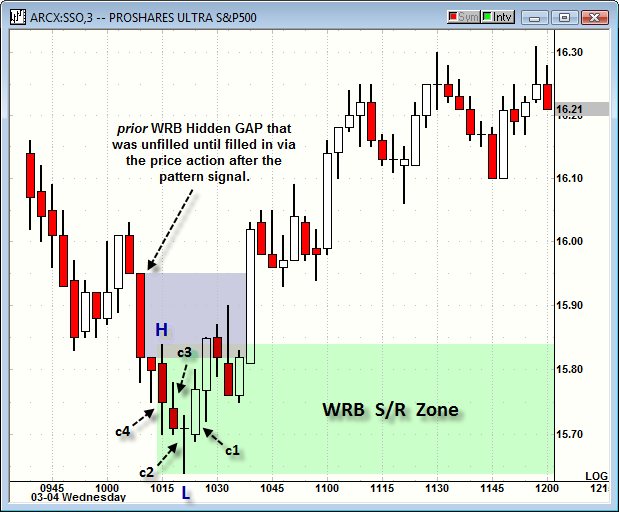 ARCX:SSO,3 -- PROSHARES ULTRA S&P500
Sym
Intv
16.30
16.21
16.20
16.10
16.00
15.90
15.80
15.70
prior WRB Hidden GAP that
was unfilled until filled in via
the price action after the
pattern signal.
H
c3
c4
c2
c1
L
WRB S/R Zone
LOG
0945 1000 1015 1030 1045 1100 1115 1130 1145 1200 121
03-04 Wednesday